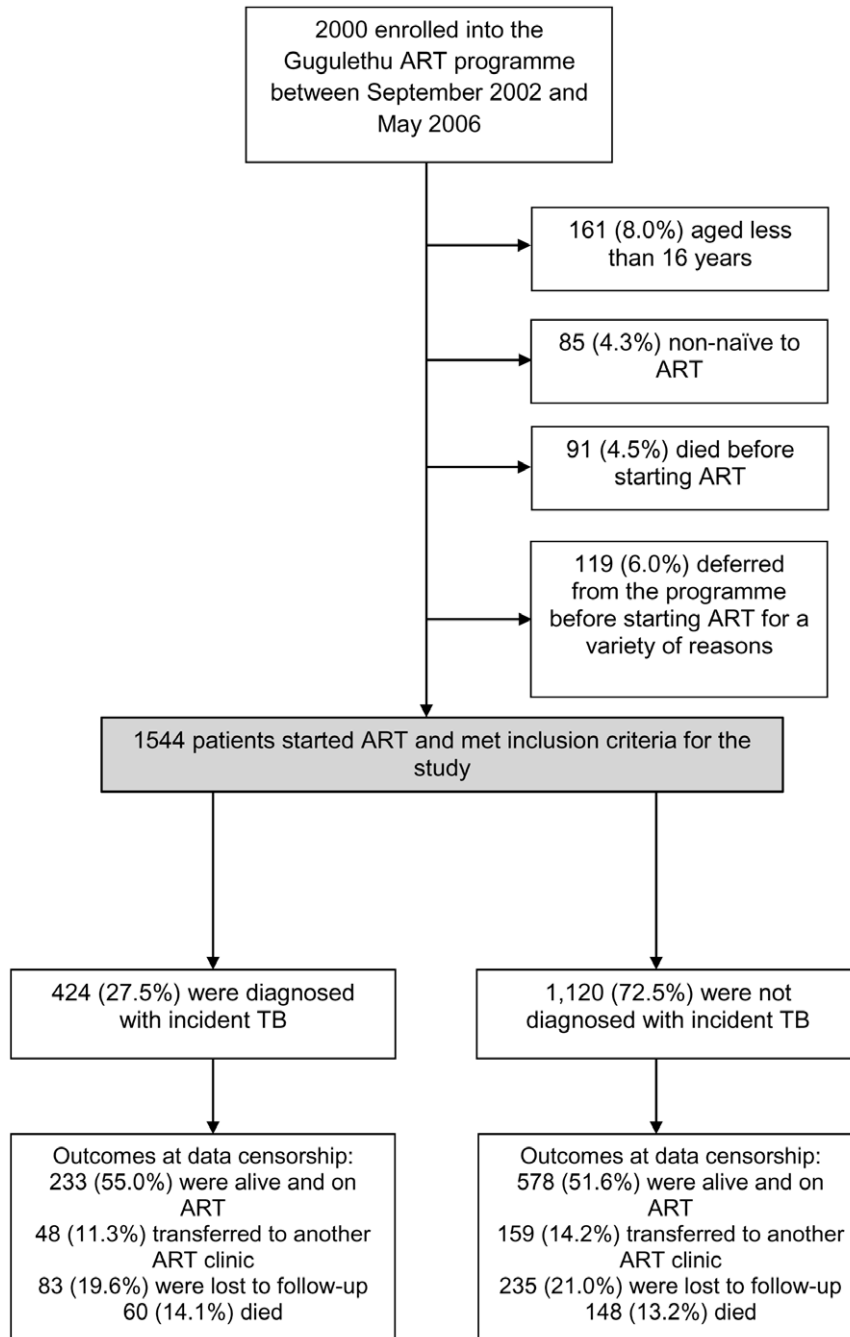 2000 enrolled into the
Gugulethu ART programme
between September 2002 and
May 2006
161 (8.0%) aged less
than 16 years
85 (4.3%) non-naïve to
ART
91 (4.5%) died before
starting ART
119 (6.0%) deferred
from the programme
before starting ART for a
variety of reasons
1544 patients started ART and met inclusion criteria for the
study
424 (27.5%) were diagnosed
with incident TB
1,120 (72.5%) were not
diagnosed with incident TB
Outcomes at data censorship:
233 (55.0%) were alive and on
ART
48 (11.3%) transferred to another
ART clinic
83 (19.6%) were lost to follow-up
60 (14.1%) died
Outcomes at data censorship:
578 (51.6%) were alive and on
ART
159 (14.2%) transferred to another
ART clinic
235 (21.0%) were lost to follow-up
148 (13.2%) died